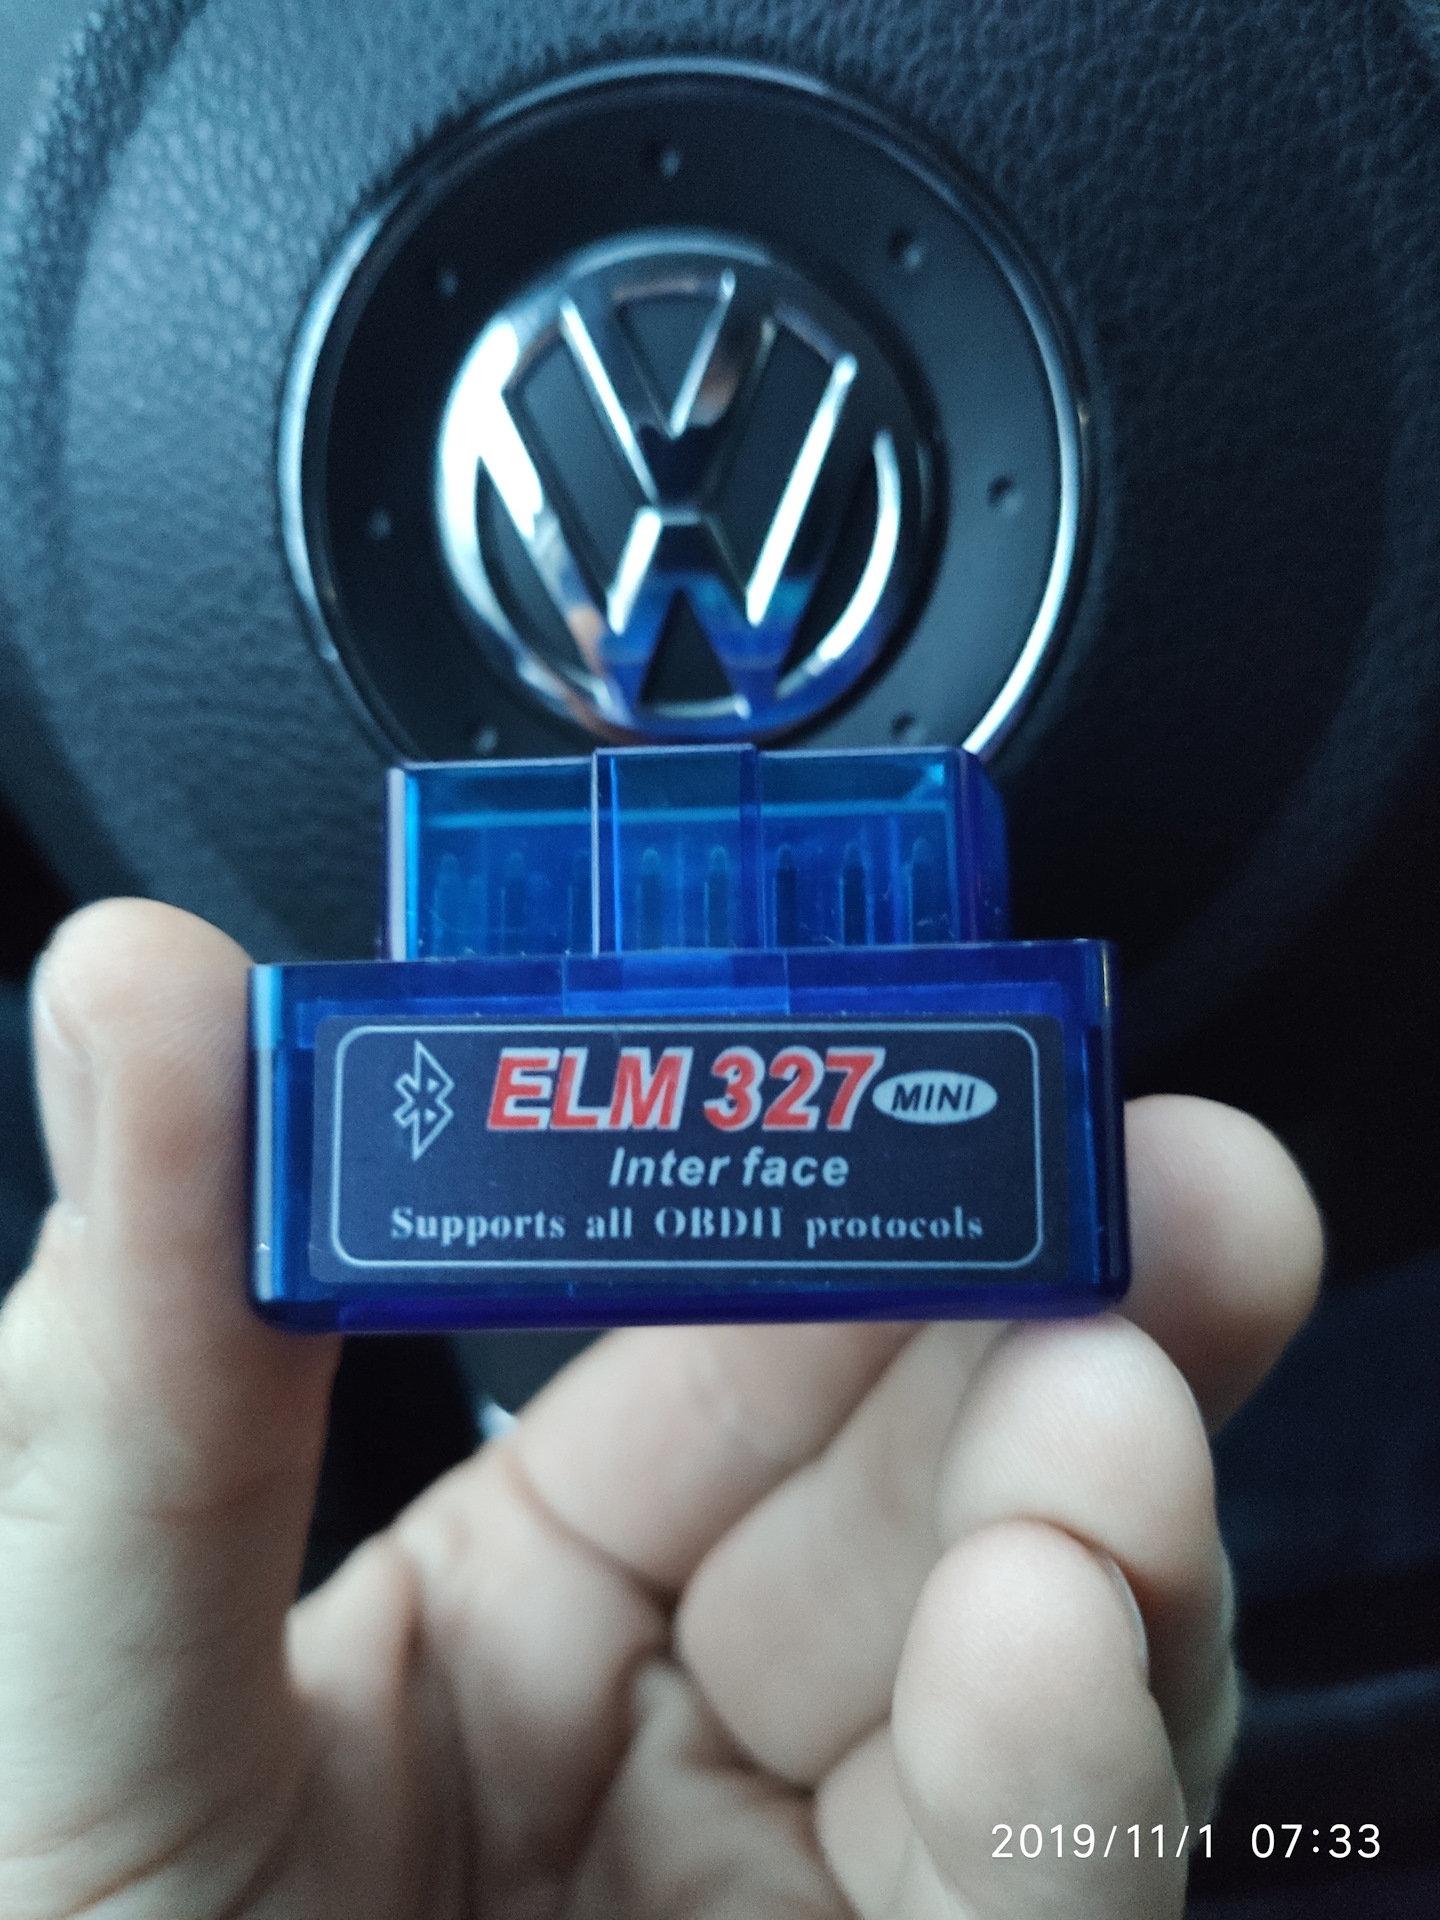 ELM 327 MINI
Inter face
Supports all OBDII protocols
2019/11/1 07:33